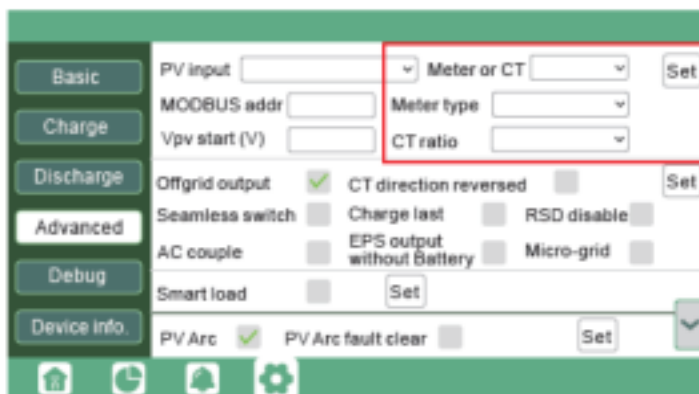 Basic
Charge
Discharge
Advanced
Debug
Device info.
PV input Meter or CT Set
MODBUS addr Meter type
Vpv start (V) CT ratio
Offgrid output CT direction reversed Set
Seamless switch Charge last RSD disable
AC couple EPS output without Battery Micro-grid
Smart load Set
PV Arc PV Arc fault clear Set